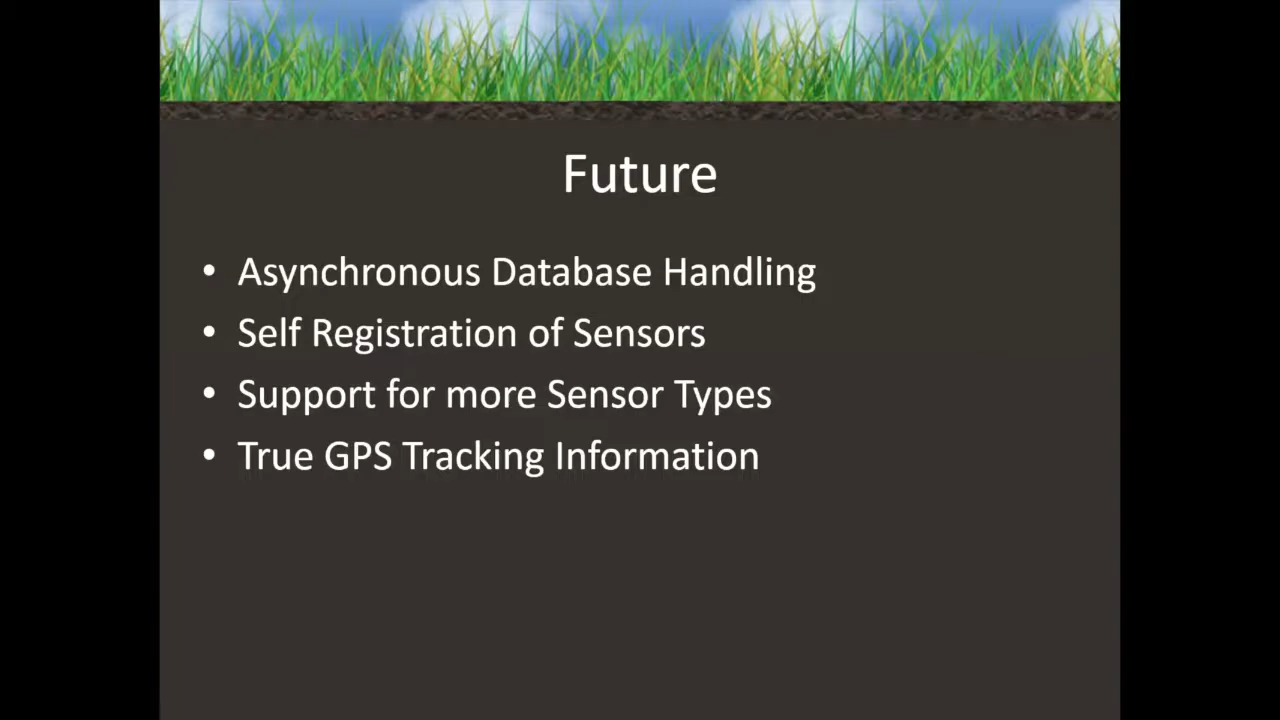 Future
• Asynchronous Database Handling
• Self Registration of Sensors
• Support for more Sensor Types
• True GPS Tracking Information